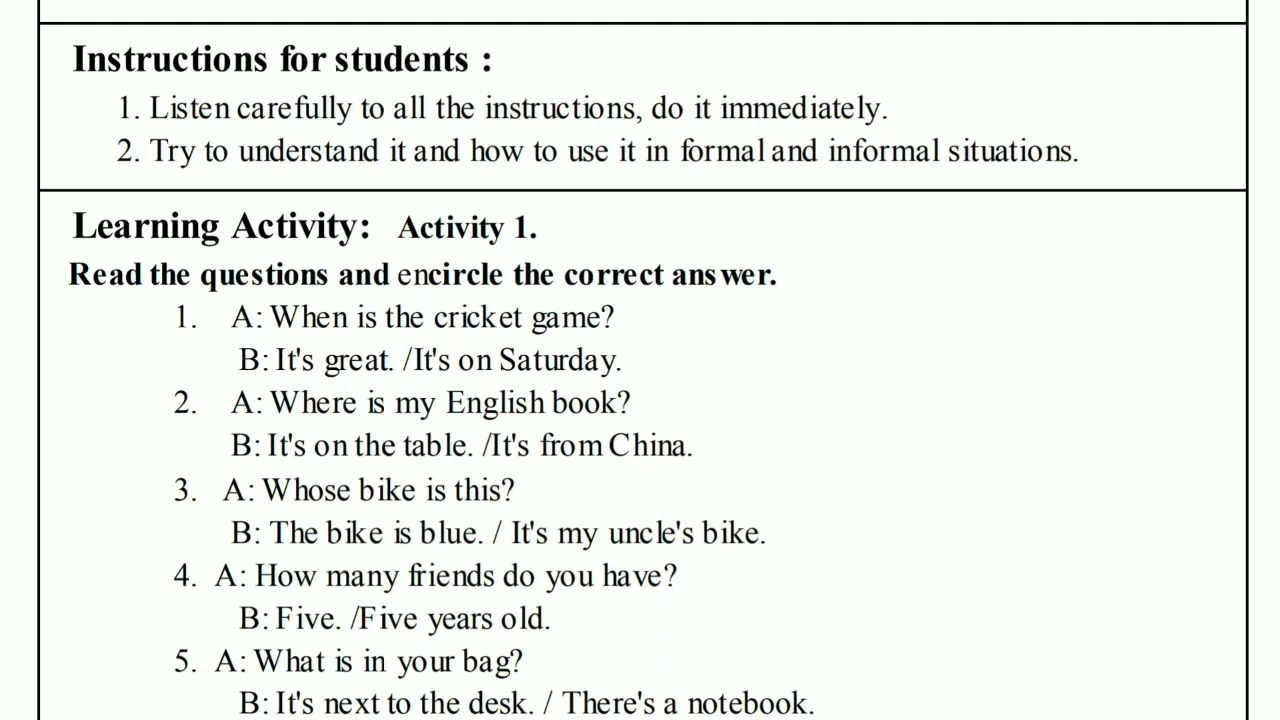 Instructions for students :
1. Listen carefully to all the instructions, do it immediately.
2. Try to understand it and how to use it in formal and informal situations.
Learning Activity: Activity 1.
Read the questions and encircle the correct answer.
1. A: When is the cricket game?
B: It's great. /It's on Saturday.
2. A: Where is my English book?
B: It's on the table. /It's from China.
3. A: Whose bike is this?
B: The bike is blue. / It's my uncle's bike.
4. A: How many friends do you have?
B: Five. /Five years old.
5. A: What is in your bag?
B: It's next to the desk. / There's a notebook.